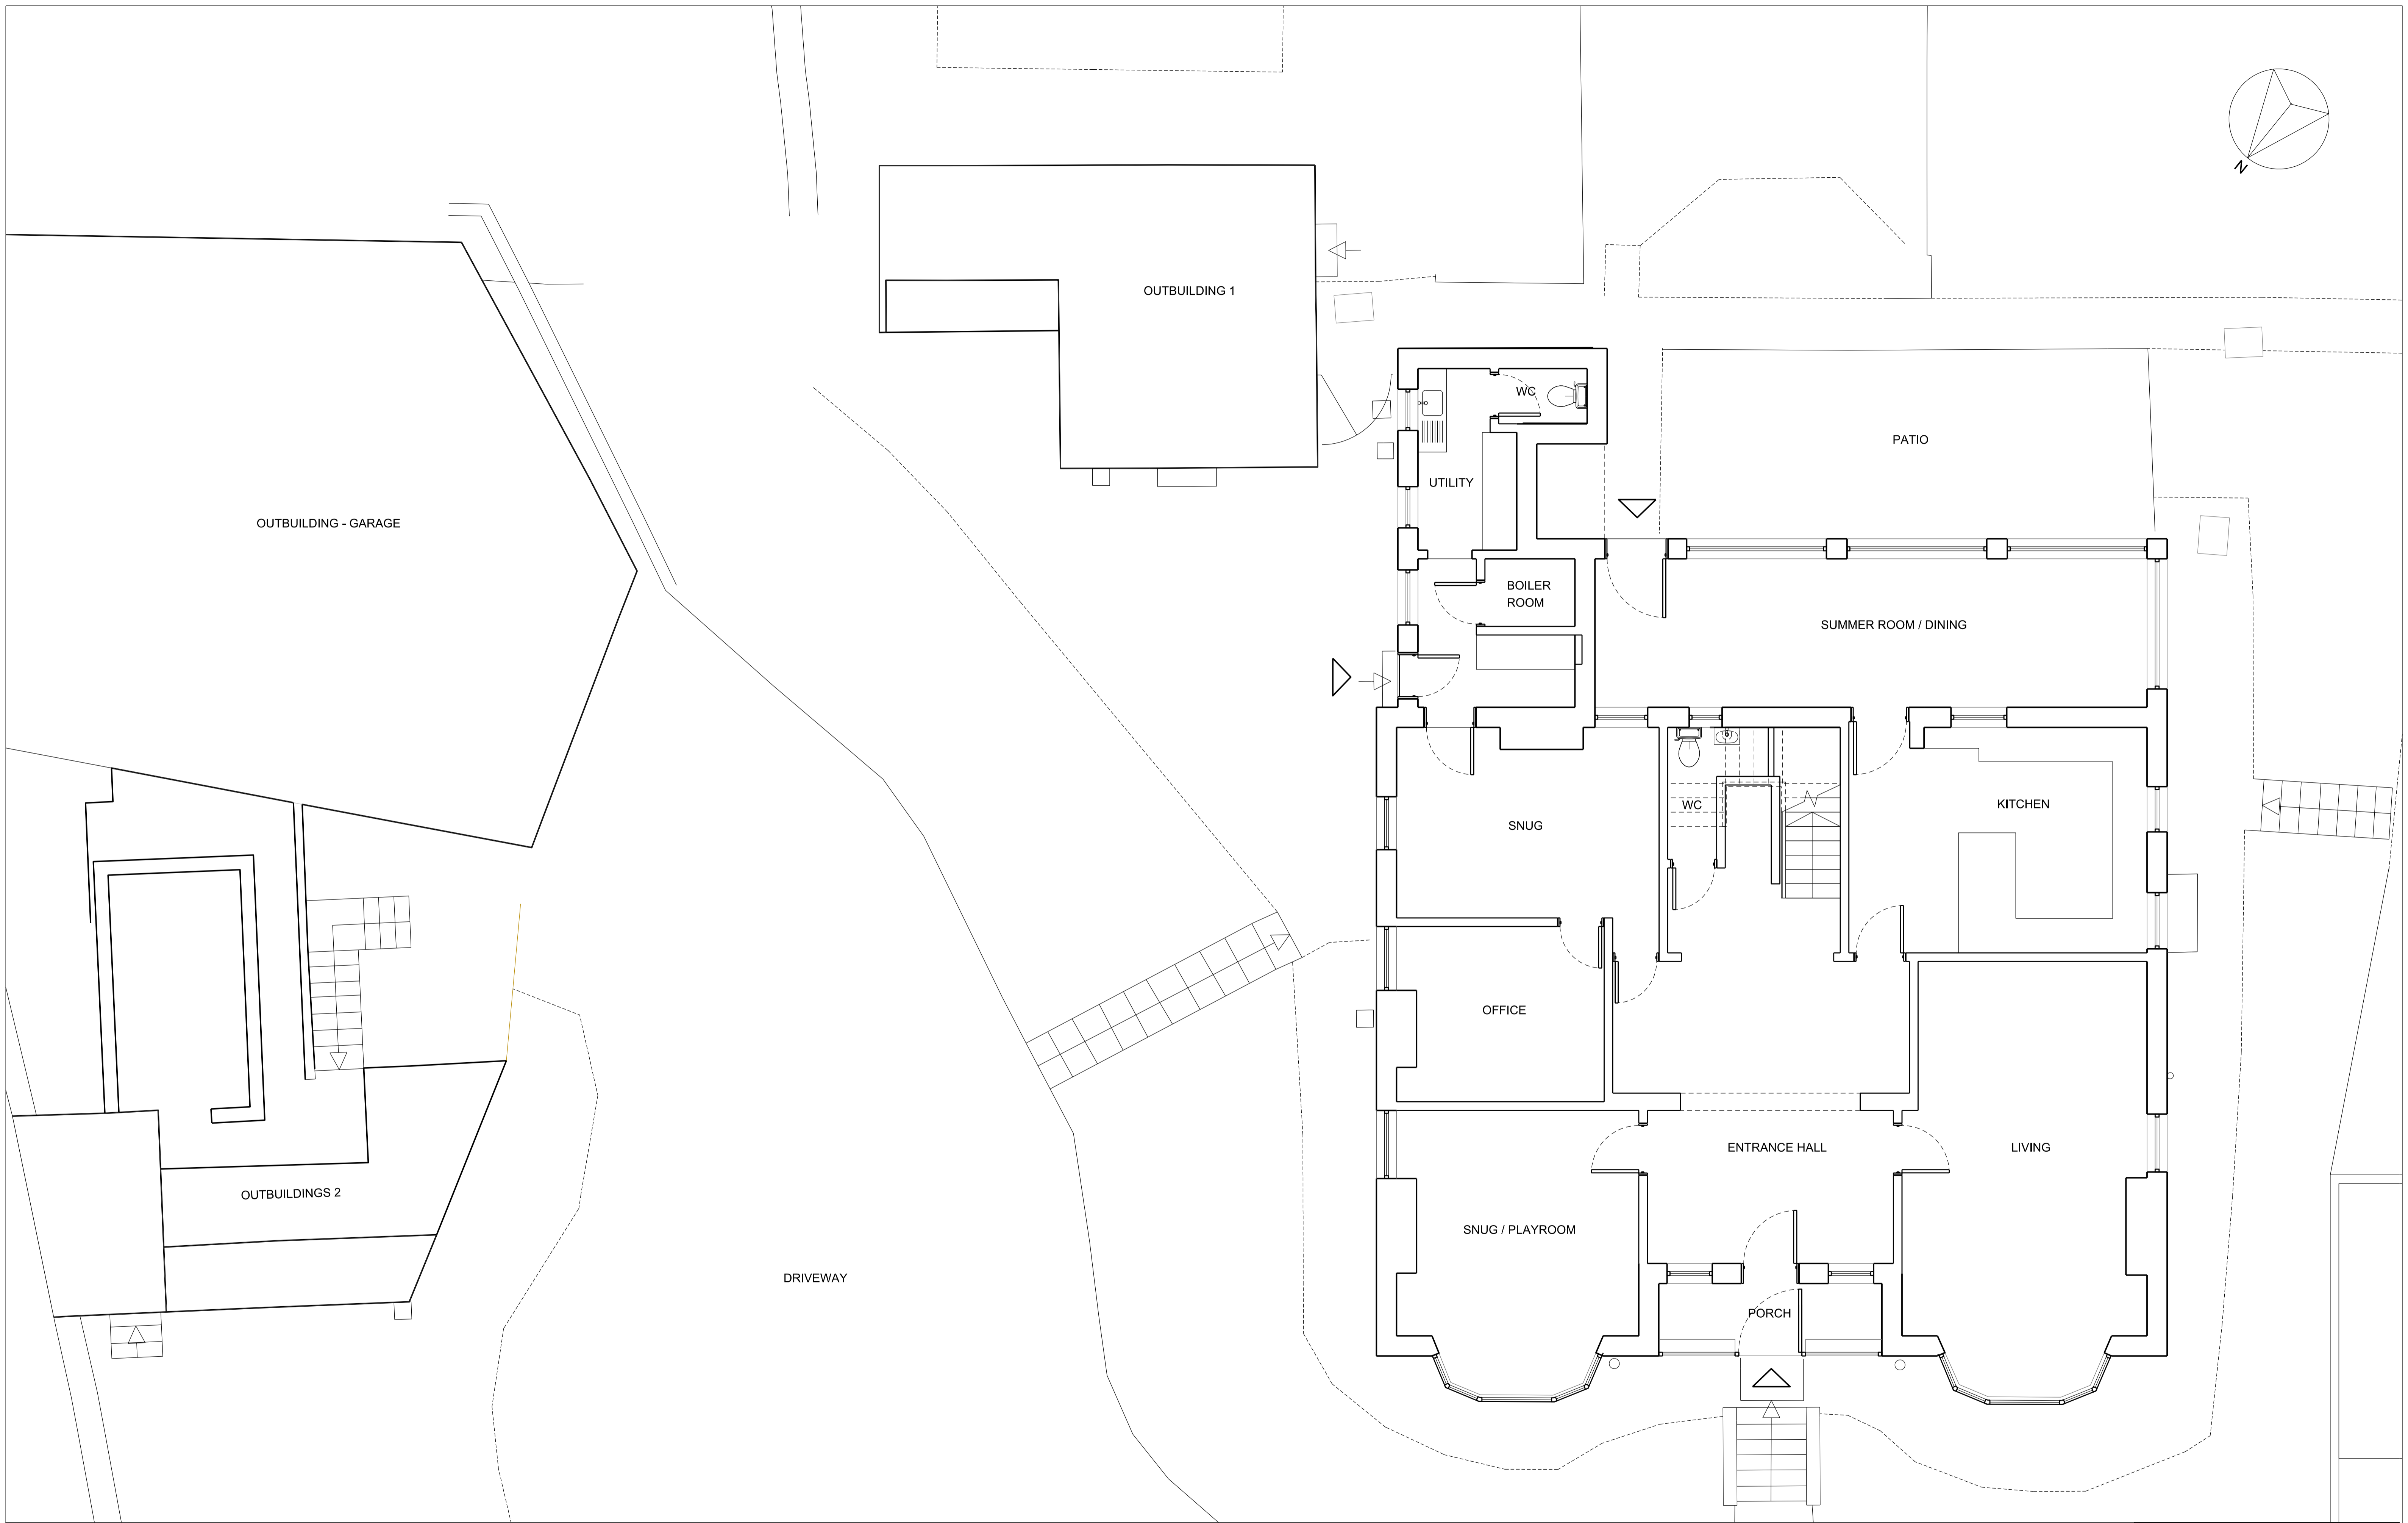 N
OUTBUILDING 1
WC
PATIO
UTILITY
OUTBUILDING - GARAGE
BOILER
ROOM
SUMMER ROOM / DINING
WC
KITCHEN
SNUG
OFFICE
ENTRANCE HALL
LIVING
OUTBUILDINGS 2
SNUG / PLAYROOM
DRIVEWAY
PORCH